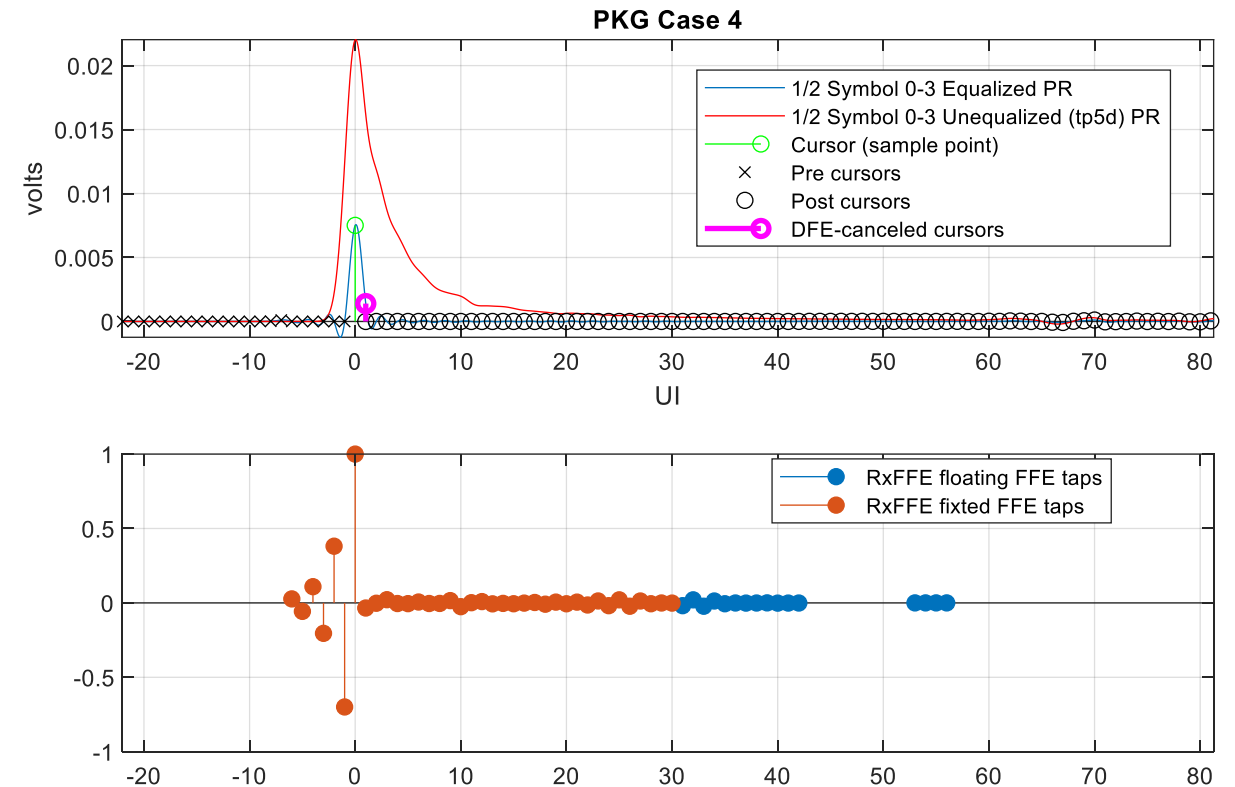 PKG Case 4
0.02
0.015
0.01
0.005
0
volts
1/2 Symbol 0-3 Equalized PR
1/2 Symbol 0-3 Unequalized (tp5d) PR
Cursor (sample point)
Pre cursors
Post cursors
DFE-canceled cursors
-20 -10 0 10 20 30 40 50 60 70 80
UI
1
0.5
0
-0.5
-1
RxFFE floating FFE taps
RxFFE fixted FFE taps
-20 -10 0 10 20 30 40 50 60 70 80